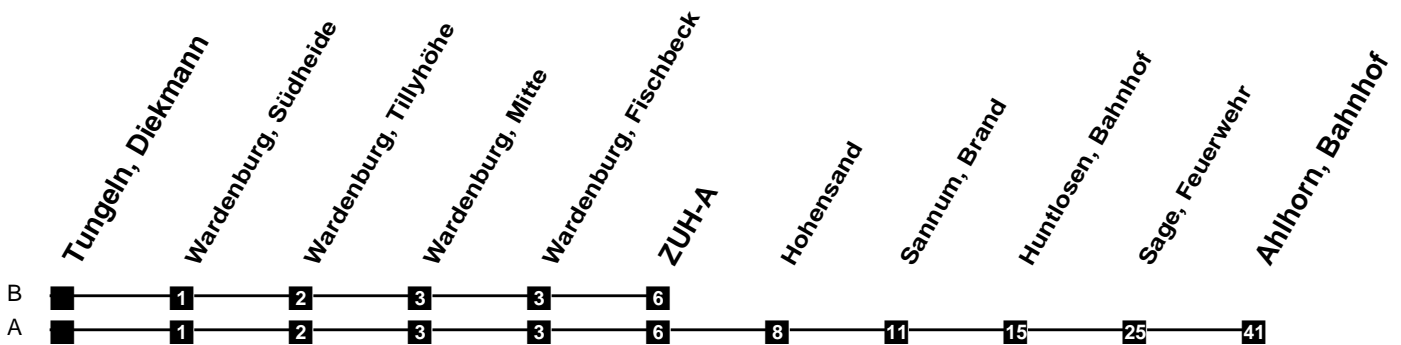 Tungeln, Diekmann
Wardenburg, Südheide
Wardenburg, Tillyhöhe
Wardenburg, Mitte
Wardenburg, Fischbeck
ZUH-A
Hohensand
Sannum, Brand
Huntlosen, Bahnhof
Sage, Feuerwehr
Ahlhorn, Bahnhof
B 1 2 3 3 6
A 1 2 3 3 6 8 11 15 25 41